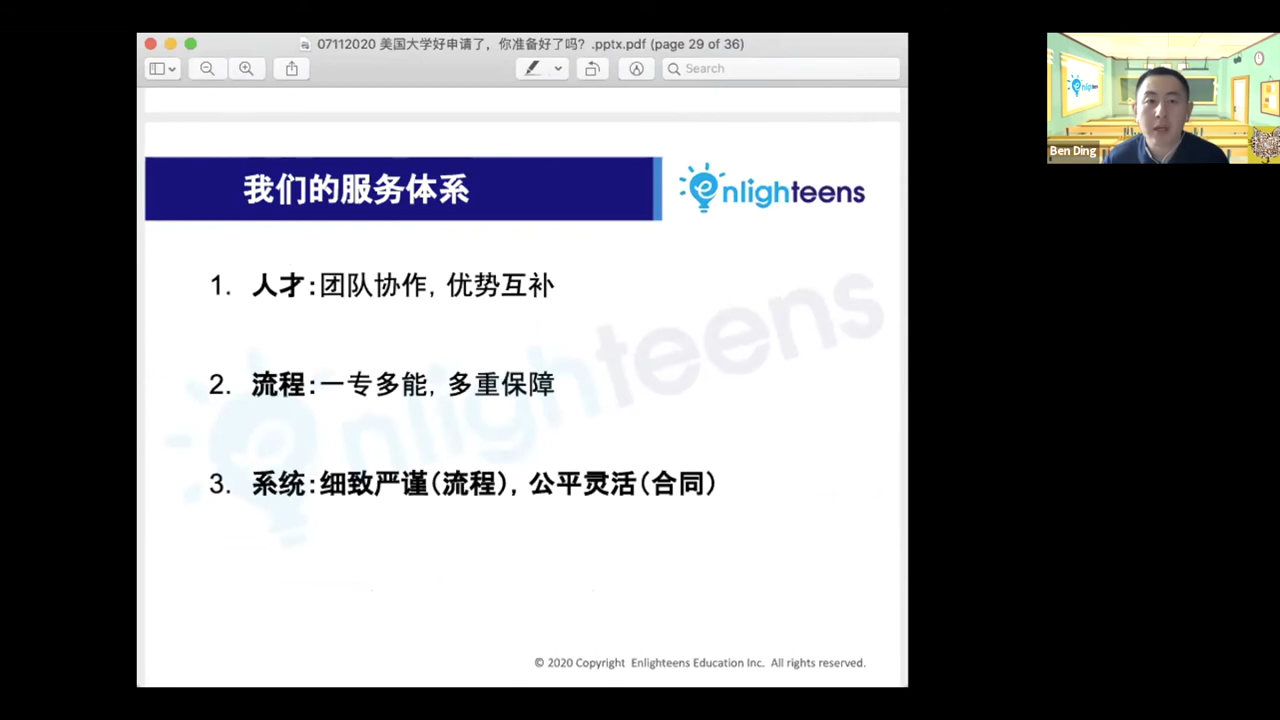 07112020 美国大学好申请了，你准备好了吗？.pptx.pdf (page 29 of 36)
Search
我们的服务体系
enlighteens
1. 人才：团队协作，优势互补
2. 流程：一专多能，多重保障
3. 系统：细致严谨（流程），公平灵活（合同）
enlighteens
© 2020 Copyright Enlighteens Education Inc. All rights reserved.
enlighteens
Ben Ding